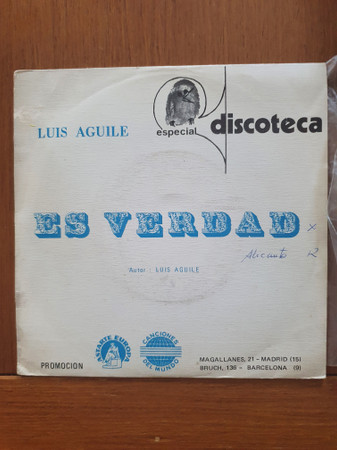 especial
discoteca
LUIS AGUILE
ES VERDAD x
Alicante 2
Autor : LUIS AGUILE
PROMOCION
ASTARTE EUROPA
CANCIONES
DEL MUNDO
MAGALLANES, 21 - MADRID (15)
BRUCH, 136 - BARCELONA (9)